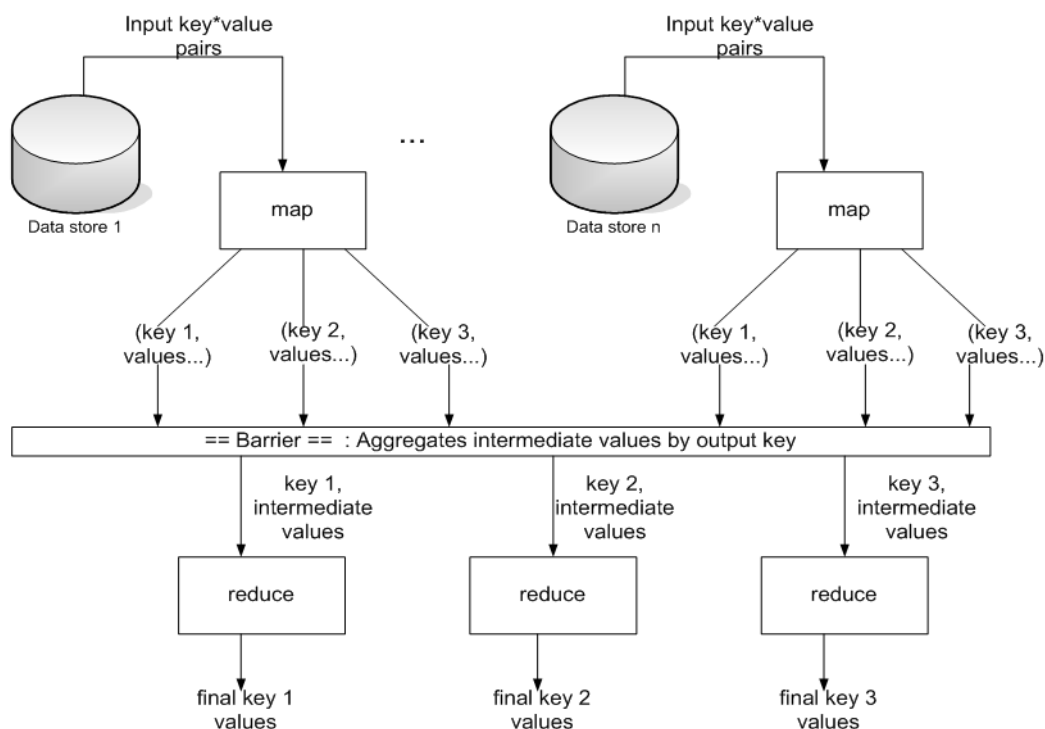 Input key*value
pairs
Input key*value
pairs
...
map
map
Data store 1
Data store n
(key 1,
values...)
(key 2,
values...)
(key 3,
values...)
(key 1,
values...)
(key 2,
values...)
(key 3,
values...)
== Barrier == : Aggregates intermediate values by output key
key 1,
intermediate
values
key 2,
intermediate
values
key 3,
intermediate
values
reduce
reduce
reduce
final key 1
values
final key 2
values
final key 3
values